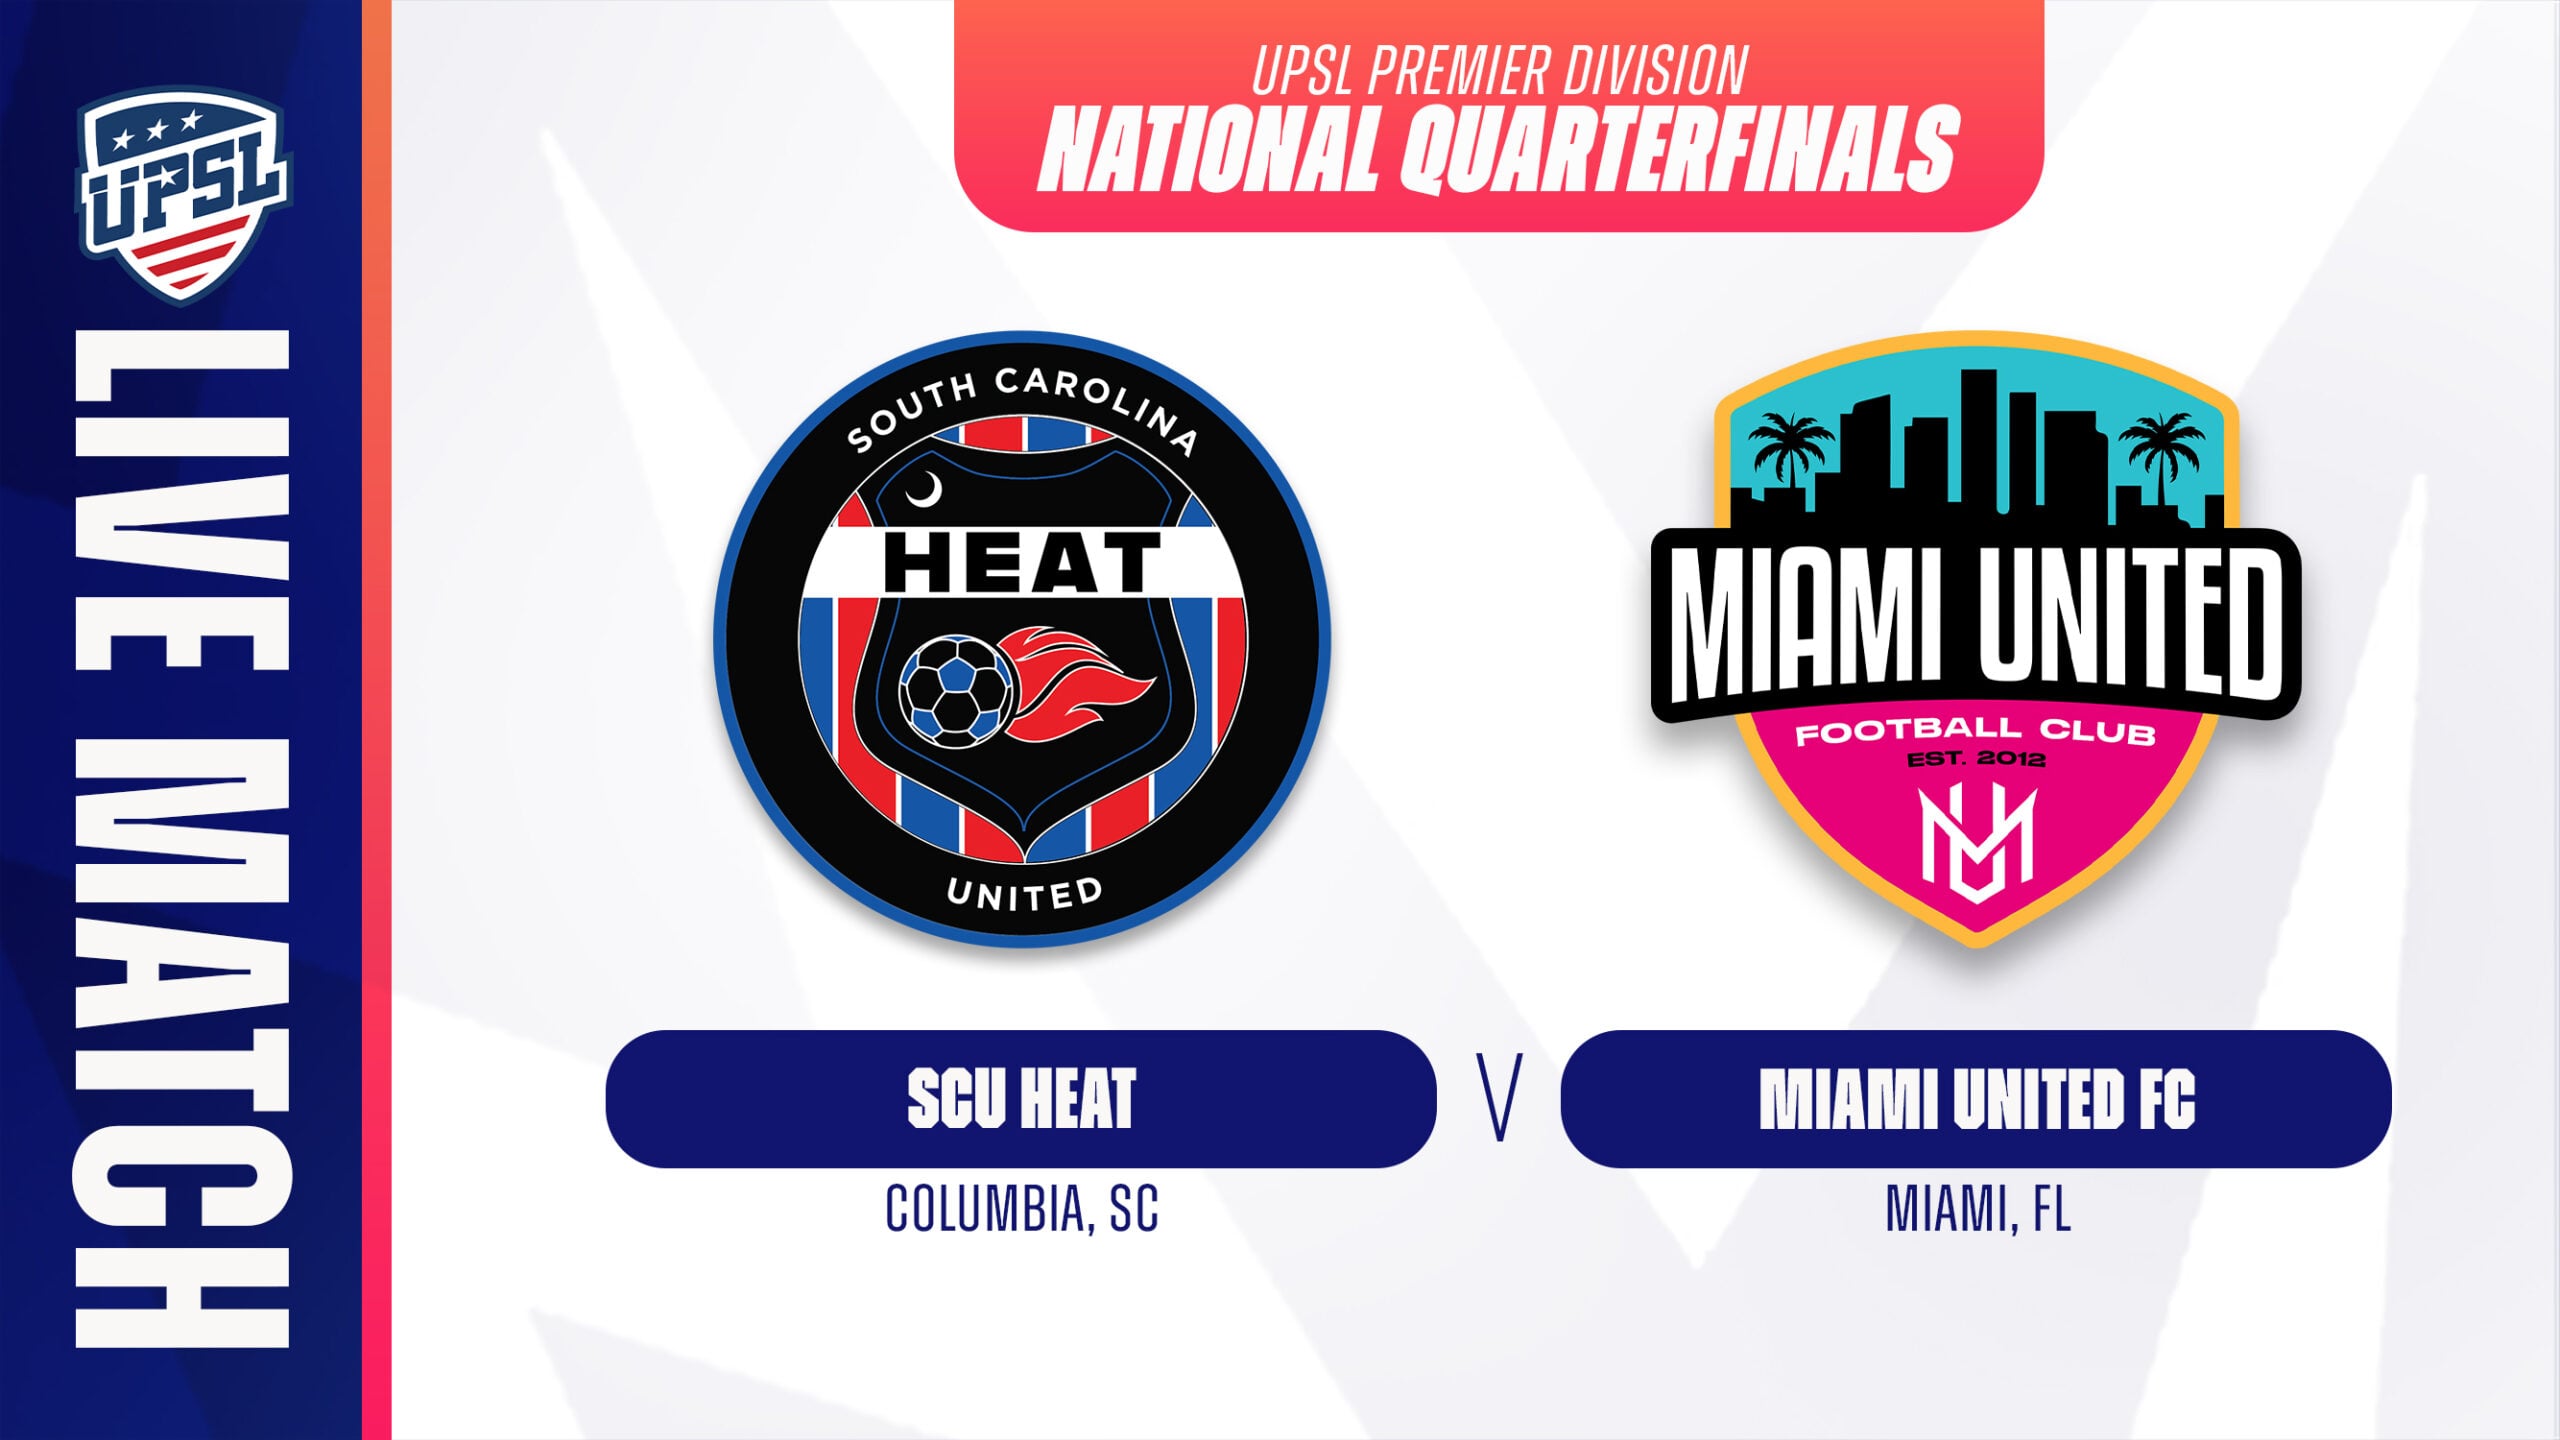 UPSL
LIVE MATCH
UPSL PREMIER DIVISION
NATIONAL QUARTERFINALS
SOUTH CAROLINA
HEAT
UNITED
MIAMI UNITED
FOOTBALL CLUB
EST. 2012
MU
SCU HEAT
V
MIAMI UNITED FC
COLUMBIA, SC
MIAMI, FL